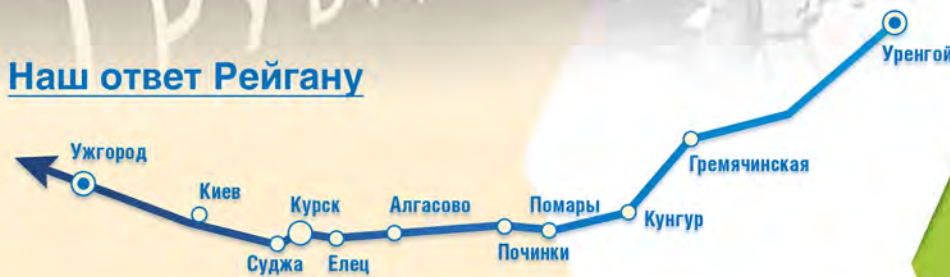 Наш ответ Рейгану
Уренгой
Ужгород
Гремячинская
Киев
Курск
Алгасово
Помары
Кунгур
Суджа
Елец
Починки